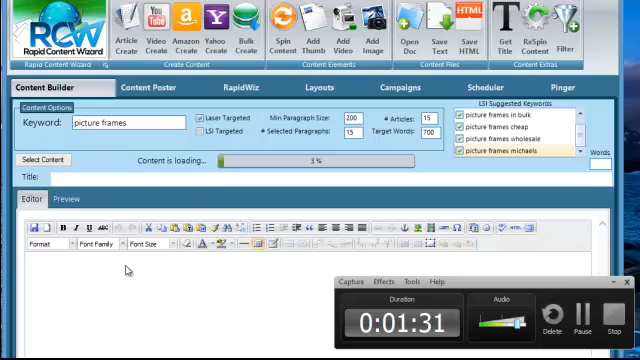 RCW
Rapid Content Wizard
Article Create
Video Create
Amazon Create
Yahoo Create
Bulk Create
Spin Content
Add Thumb
Add Video
Add Image
Open Doc
Save Text
Save HTML
Get Title
ReSpin Content
Filter
You Tube
HTML
Rapid Content Wizard
Create Content
Content Elements
Content Files
Content Extras
Content Builder
Content Poster
RapidWiz
Layouts
Campaigns
Scheduler
Pinger
Content Options
Keyword: picture frames
Laser Targeted
LSI Targeted
Min Paragraph Size: 200
# Selected Paragraphs: 15
# Articles: 15
Target Words: 700
LSI Suggested Keywords
picture frames in bulk
picture frames cheap
picture frames wholesale
picture frames michaels
Select Content
Content is loading...
3 %
Words
Title:
Editor
Preview
B I U ABC
HTML
Format
Font Family
Font Size
Capture Effects Tools Help
Duration
0:01:31
Audio
Delete
Pause
Stop